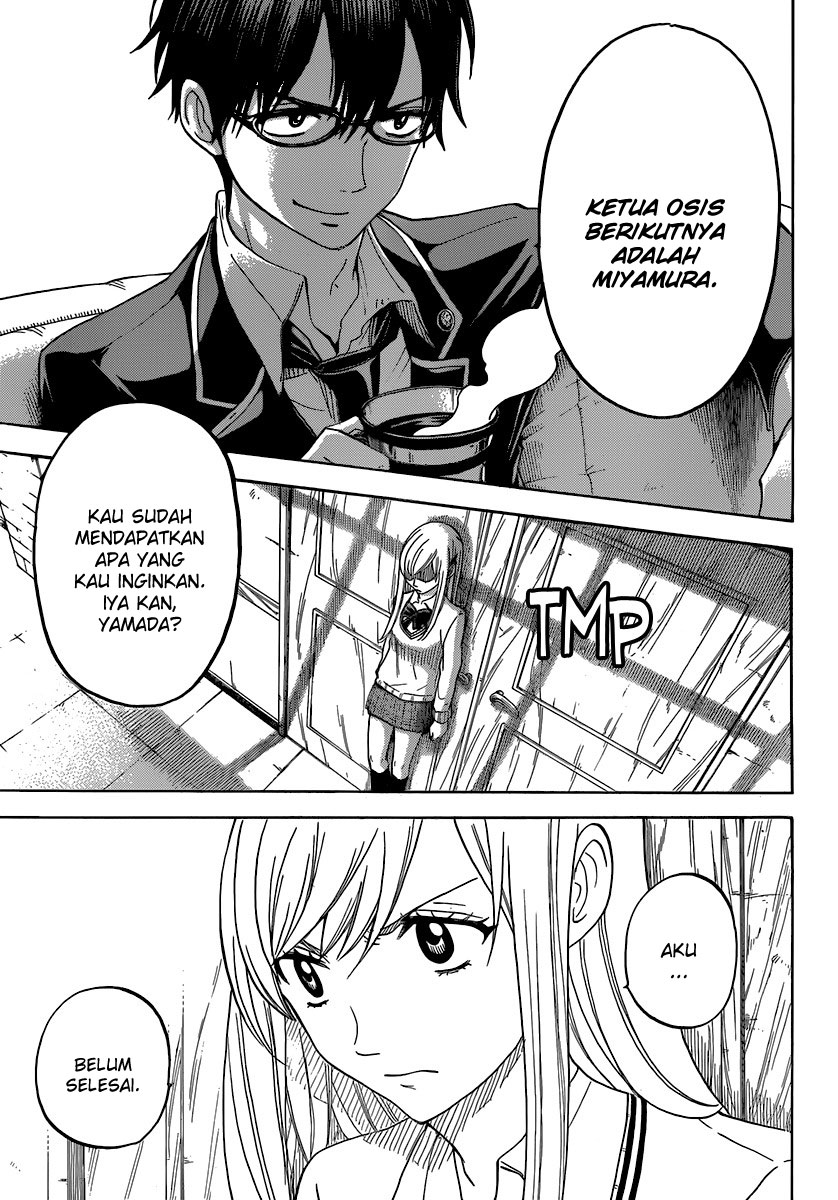 KETUA OSIS
BERIKUTNYA
ADALAH
MIYAMURA.
KAU SUDAH
MENDAPATKAN
APA YANG
KAU INGINKAN.
IYA KAN,
YAMADA?
TMP
AKU
...
BELUM
SELESAI.